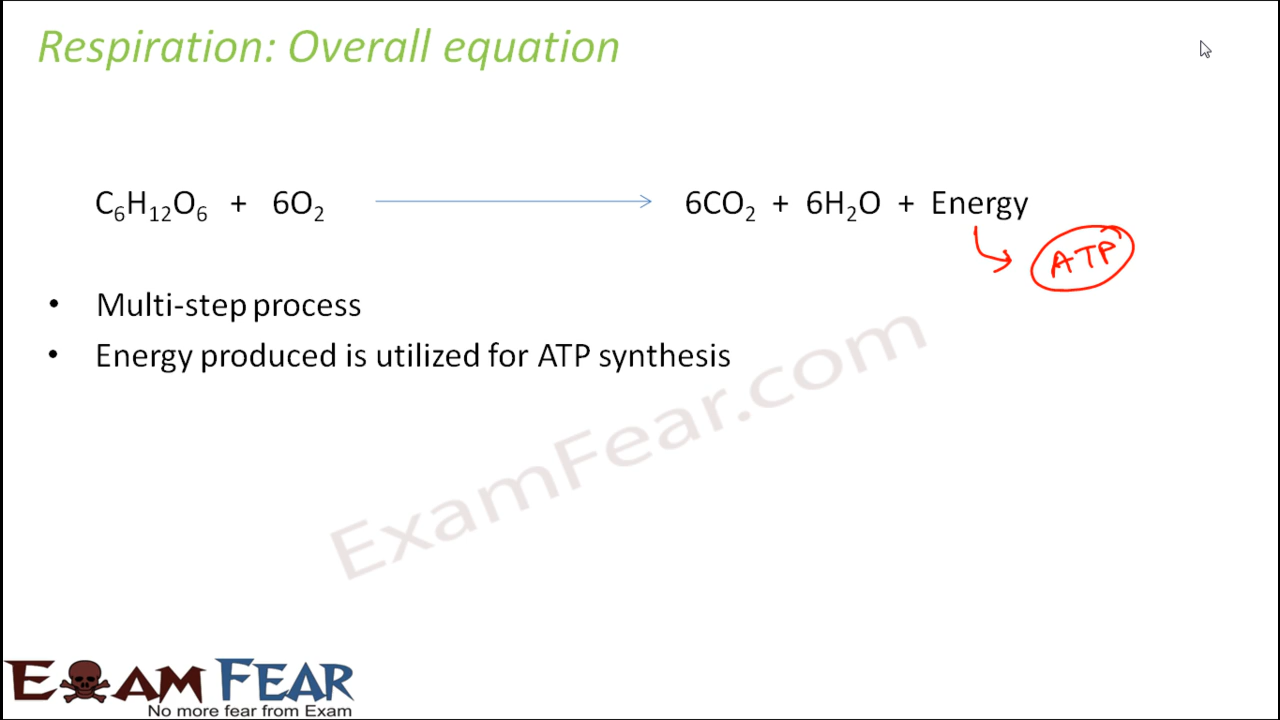 Respiration: Overall equation
C₆H₁₂O₆ + 6O₂ → 6CO₂ + 6H₂O + Energy
ATP
• Multi-step process
• Energy produced is utilized for ATP synthesis
ExamFear.com
EXAM FEAR
No more fear from Exam